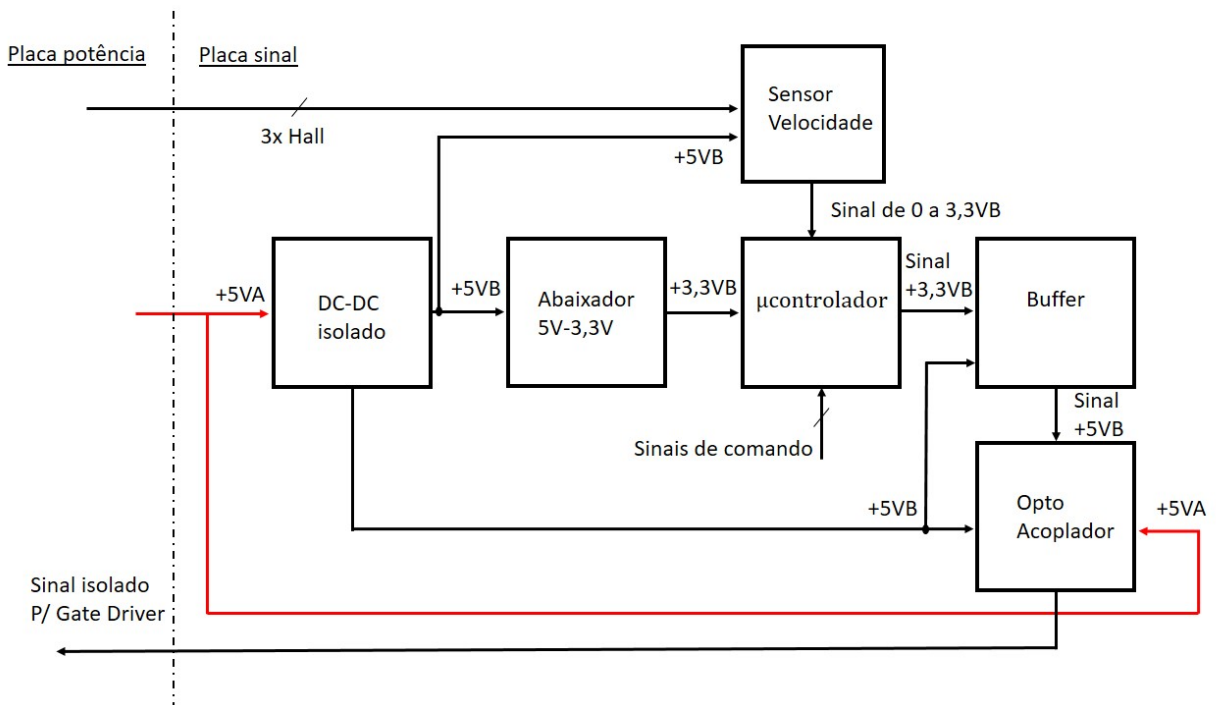 Placa potência
Placa sinal
Sensor
Velocidade
3x Hall
+5VB
Sinal de 0 a 3,3VB
+5VA
DC-DC
isolado
+5VB
Abaixador
5V-3,3V
+3,3VB
μcontrolador
Sinal
+3,3VB
Buffer
Sinal
+5VB
Sinais de comando
+5VB
Opto
Acoplador
+5VA
Sinal isolado
P/ Gate Driver